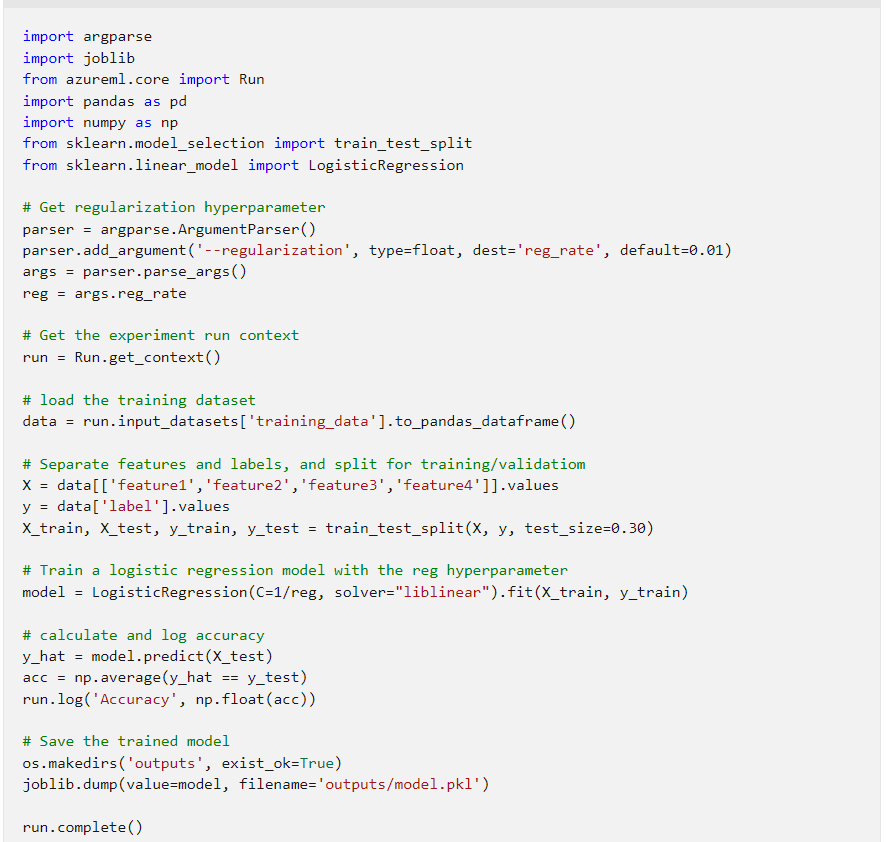 import argparse
import joblib
from azureml.core import Run
import pandas as pd
import numpy as np
from sklearn.model_selection import train_test_split
from sklearn.linear_model import LogisticRegression

# Get regularization hyperparameter
parser = argparse.ArgumentParser()
parser.add_argument('--regularization', type=float, dest='reg_rate', default=0.01)
args = parser.parse_args()
reg = args.reg_rate

# Get the experiment run context
run = Run.get_context()

# load the training dataset
data = run.input_datasets['training_data'].to_pandas_dataframe()

# Separate features and labels, and split for training/validatiom
X = data[['feature1','feature2','feature3','feature4']].values
y = data['label'].values
X_train, X_test, y_train, y_test = train_test_split(X, y, test_size=0.30)

# Train a logistic regression model with the reg hyperparameter
model = LogisticRegression(C=1/reg, solver="liblinear").fit(X_train, y_train)

# calculate and log accuracy
y_hat = model.predict(X_test)
acc = np.average(y_hat == y_test)
run.log('Accuracy', np.float(acc))

# Save the trained model
os.makedirs('outputs', exist_ok=True)
joblib.dump(value=model, filename='outputs/model.pkl')

run.complete()